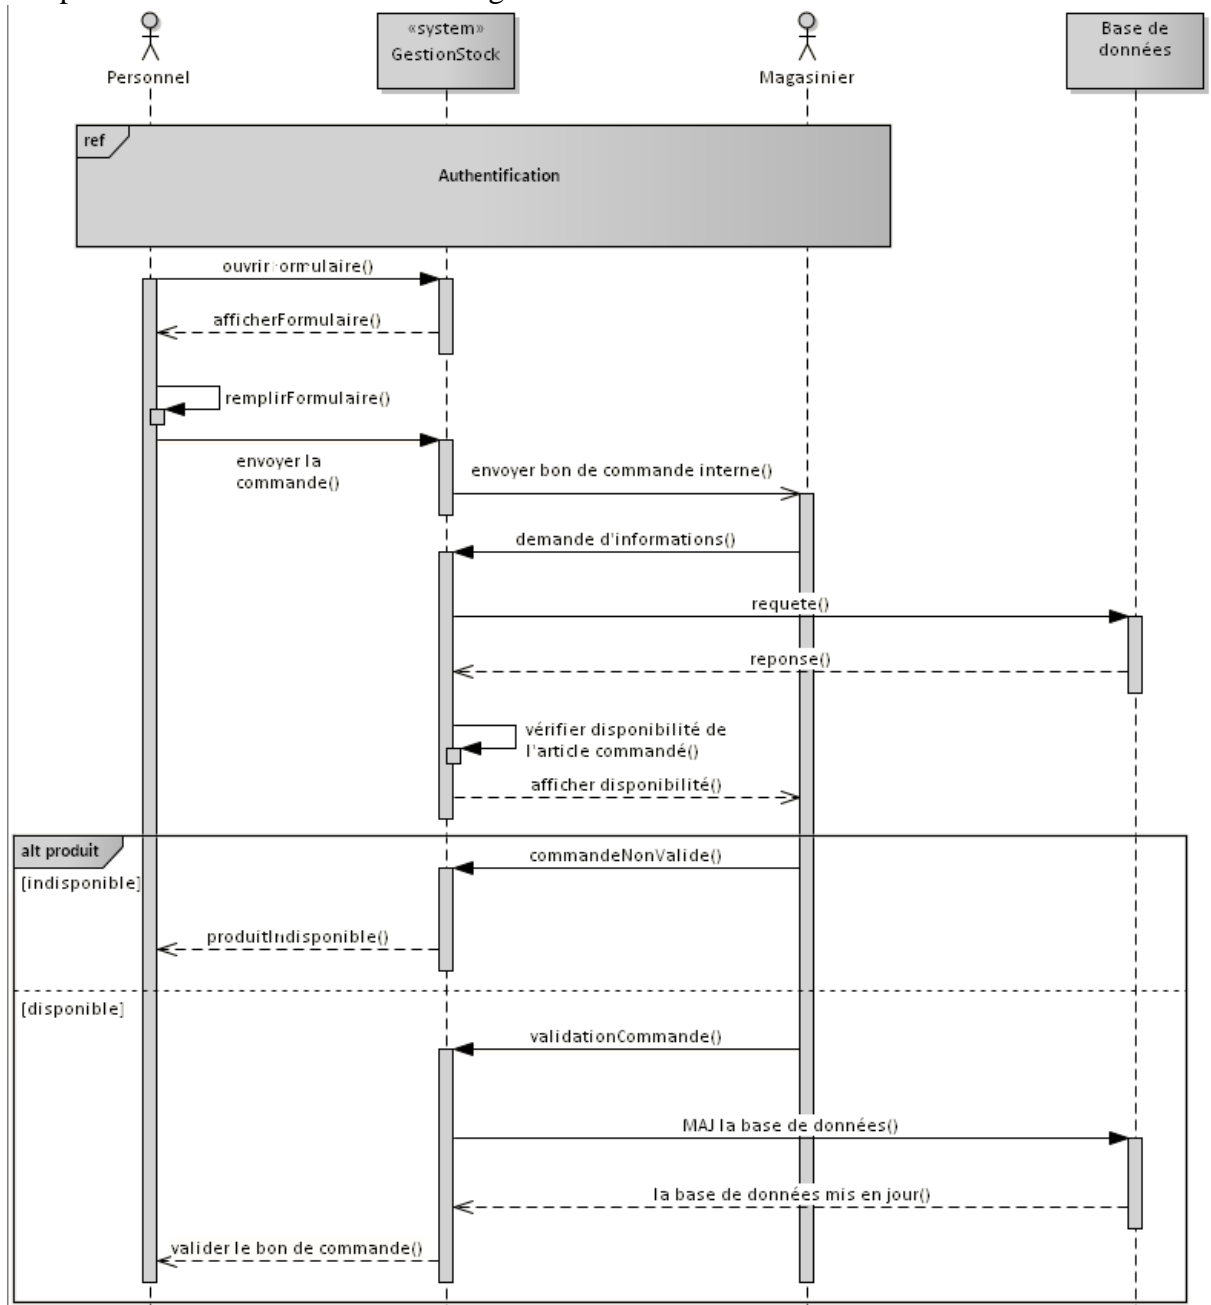 «system»
GestionStock
Base de
données
Personnel
Magasinier
ref
Authentification
ouvrirFormulaire()
afficherFormulaire()
remplirFormulaire()
envoyer la
commande()
envoyer bon de commande interne()
demande d'informations()
requete()
reponse()
vérifier disponibilité de
l'article commandé()
afficher disponibilité()
alt produit
[indisponible]
commandeNonValide()
produitIndisponible()
[disponible]
validationCommande()
MAJ la base de données()
la base de données mis en jour()
valider le bon de commande()